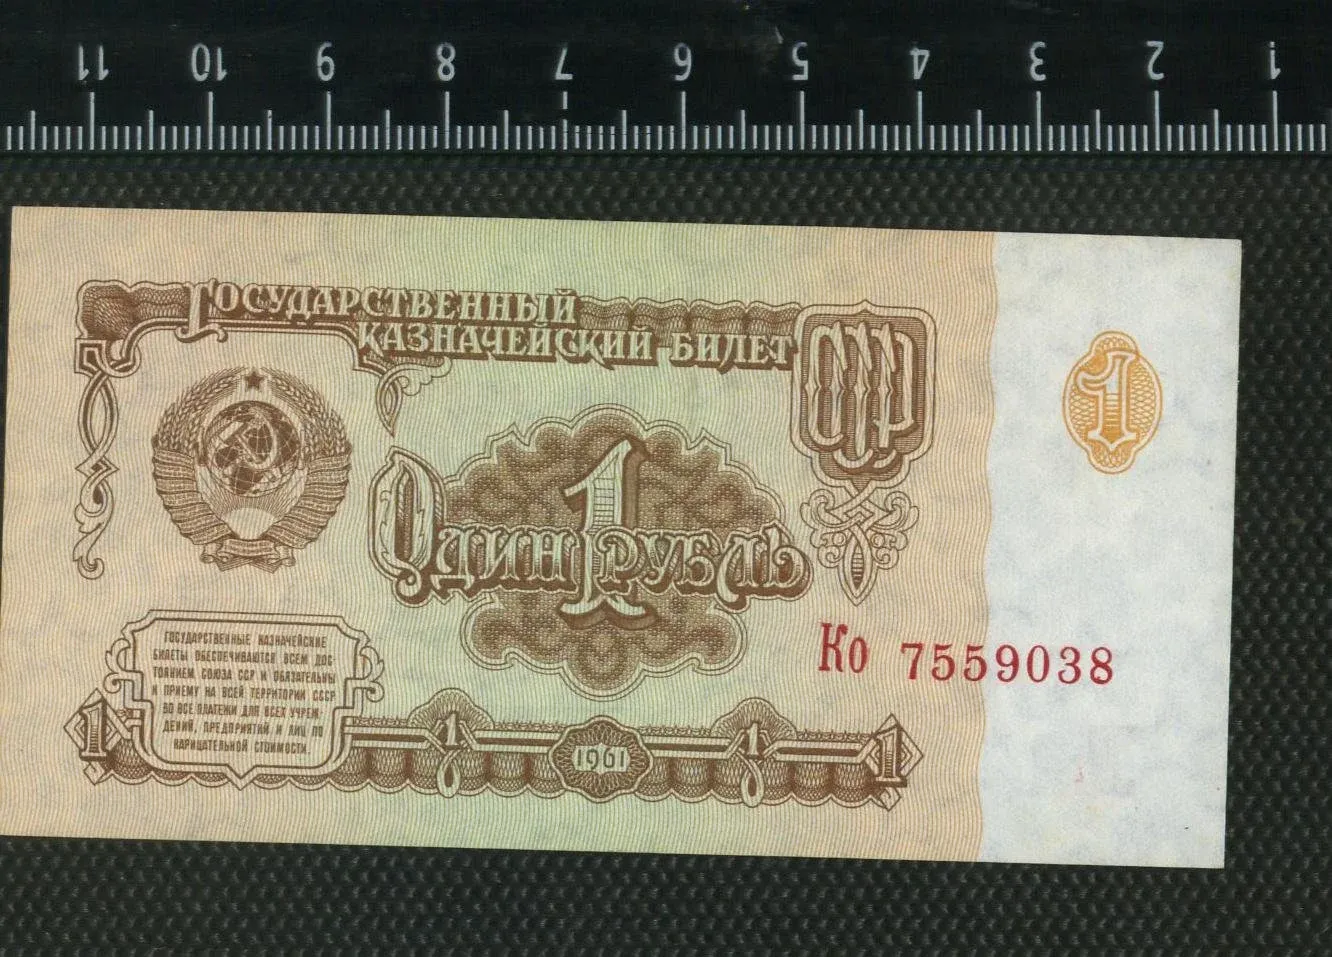 11 10 9 8 7 6 5 4 3 2 1
ГОСУДАРСТВЕННЫЙ
КАЗНАЧЕЙСКИЙ БИЛЕТ
1
1
ОДИН РУБЛЬ
Ко 7559038
ГОСУДАРСТВЕННЫЕ КАЗНАЧЕЙСКИЕ
БИЛЕТЫ ОБЕСПЕЧИВАЮТСЯ ВСЕМ ДОС-
ТОЯНИЕМ СОЮЗА ССР И ОБЯЗАТЕЛЬНЫ
К ПРИЕМУ НА ВСЕЙ ТЕРРИТОРИИ СССР
ВО ВСЕ ПЛАТЕЖИ ДЛЯ ВСЕХ УЧРЕЖ-
ДЕНИЙ, ПРЕДПРИЯТИЙ И ЛИЦ ПО
НАРИЦАТЕЛЬНОЙ СТОИМОСТИ.
1 1 1961 1 1